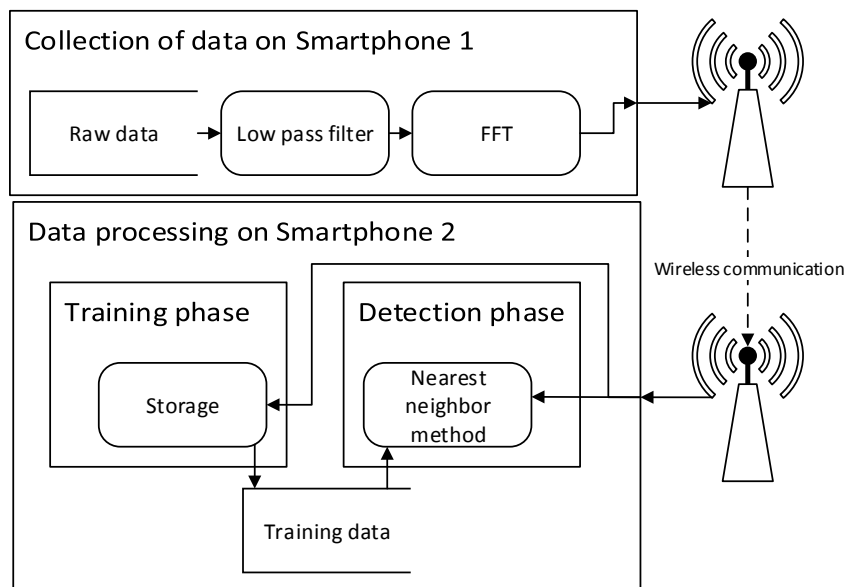 Collection of data on Smartphone 1
Raw data
Low pass filter
FFT
Data processing on Smartphone 2
Wireless communication
Training phase
Detection phase
Storage
Nearest
neighbor
method
Training data